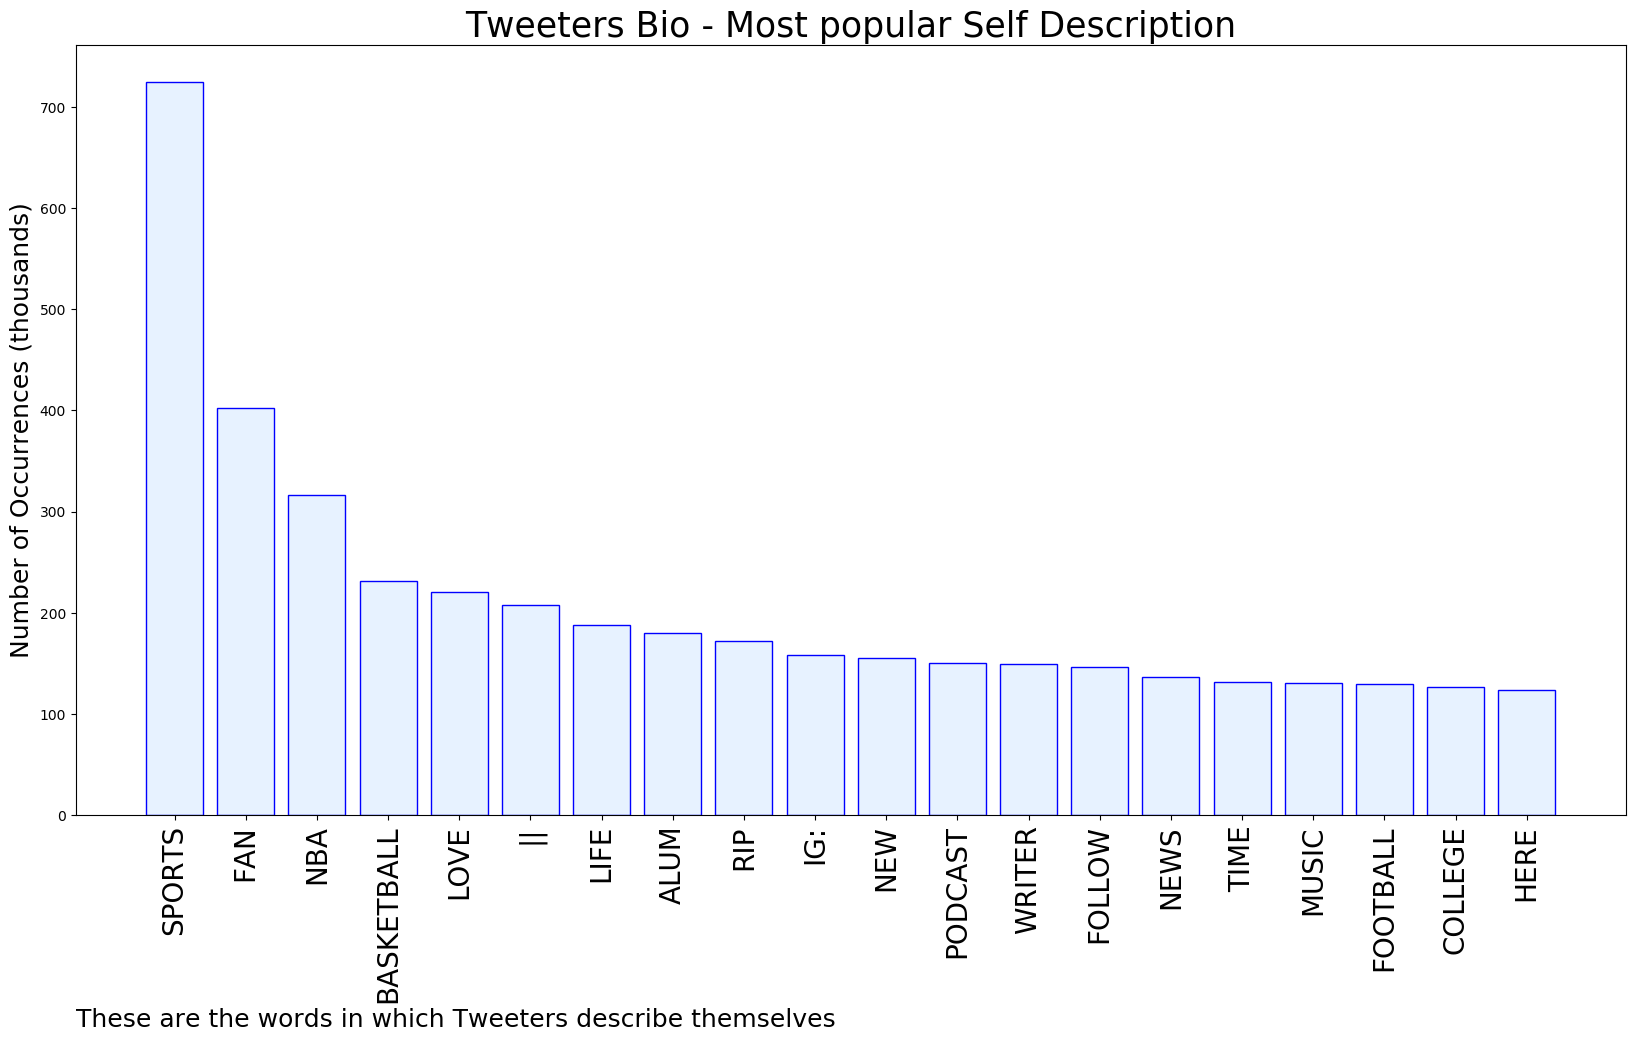 Tweeters Bio - Most popular Self Description
Number of Occurrences (thousands)
700
600
500
400
300
200
100
0
SPORTS
FAN
NBA
BASKETBALL
LOVE
||
LIFE
ALUM
RIP
IG:
NEW
PODCAST
WRITER
FOLLOW
NEWS
TIME
MUSIC
FOOTBALL
COLLEGE
HERE
These are the words in which Tweeters describe themselves